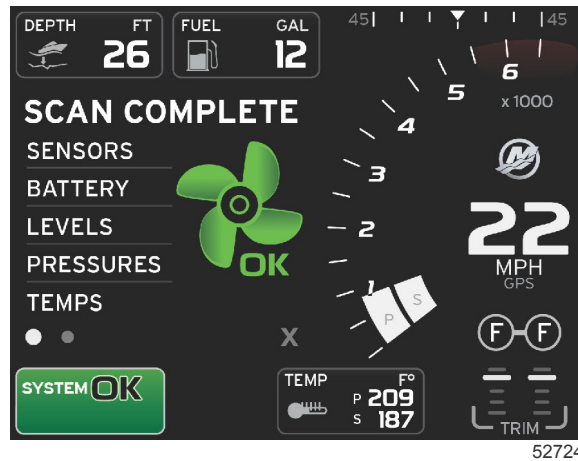 DEPTH FT
26
FUEL GAL
12
45 45
6
5
4
3
2
1
x 1000
SCAN COMPLETE
SENSORS
BATTERY
LEVELS
PRESSURES
TEMPS
OK
X
P S
22
MPH
GPS
F F
SYSTEM OK
TEMP F°
P 209
S 187
TRIM
52724